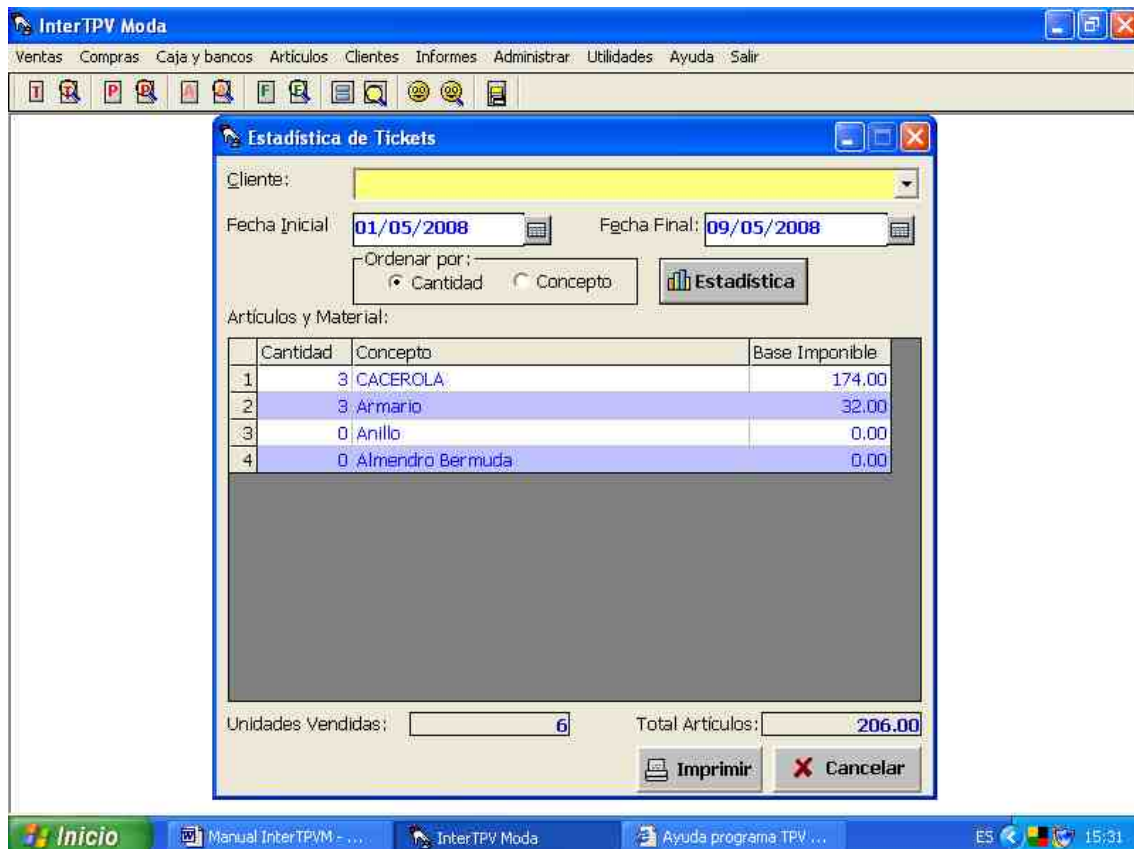 InterTPV Moda
Ventas Compras Caja y bancos Artículos Clientes Informes Administrar Utilidades Ayuda Salir
T T P P A A F F
Estadística de Tickets
Cliente:
Fecha Inicial 01/05/2008 Fecha Final: 09/05/2008
Ordenar por:
Cantidad Concepto Estadística
Artículos y Material:
Cantidad Concepto Base Imponible
1 3 CACEROLA 174.00
2 3 Armario 32.00
3 0 Anillo 0.00
4 0 Almendro Bermuda 0.00
Unidades Vendidas: 6 Total Artículos: 206.00
Imprimir Cancelar
Inicio Manual InterTPVM - ... InterTPV Moda Ayuda programa TPV ... ES 15:31